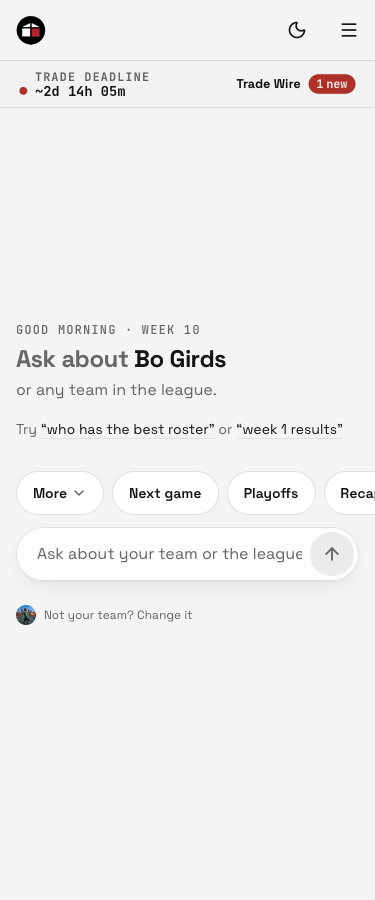 TRADE DEADLINE
~2d 14h 05m
Trade Wire 1 new
GOOD MORNING · WEEK 10
Ask about Bo Girds
or any team in the league.
Try “who has the best roster” or “week 1 results”
More Next game Playoffs
Ask about your team or the league
Not your team? Change it